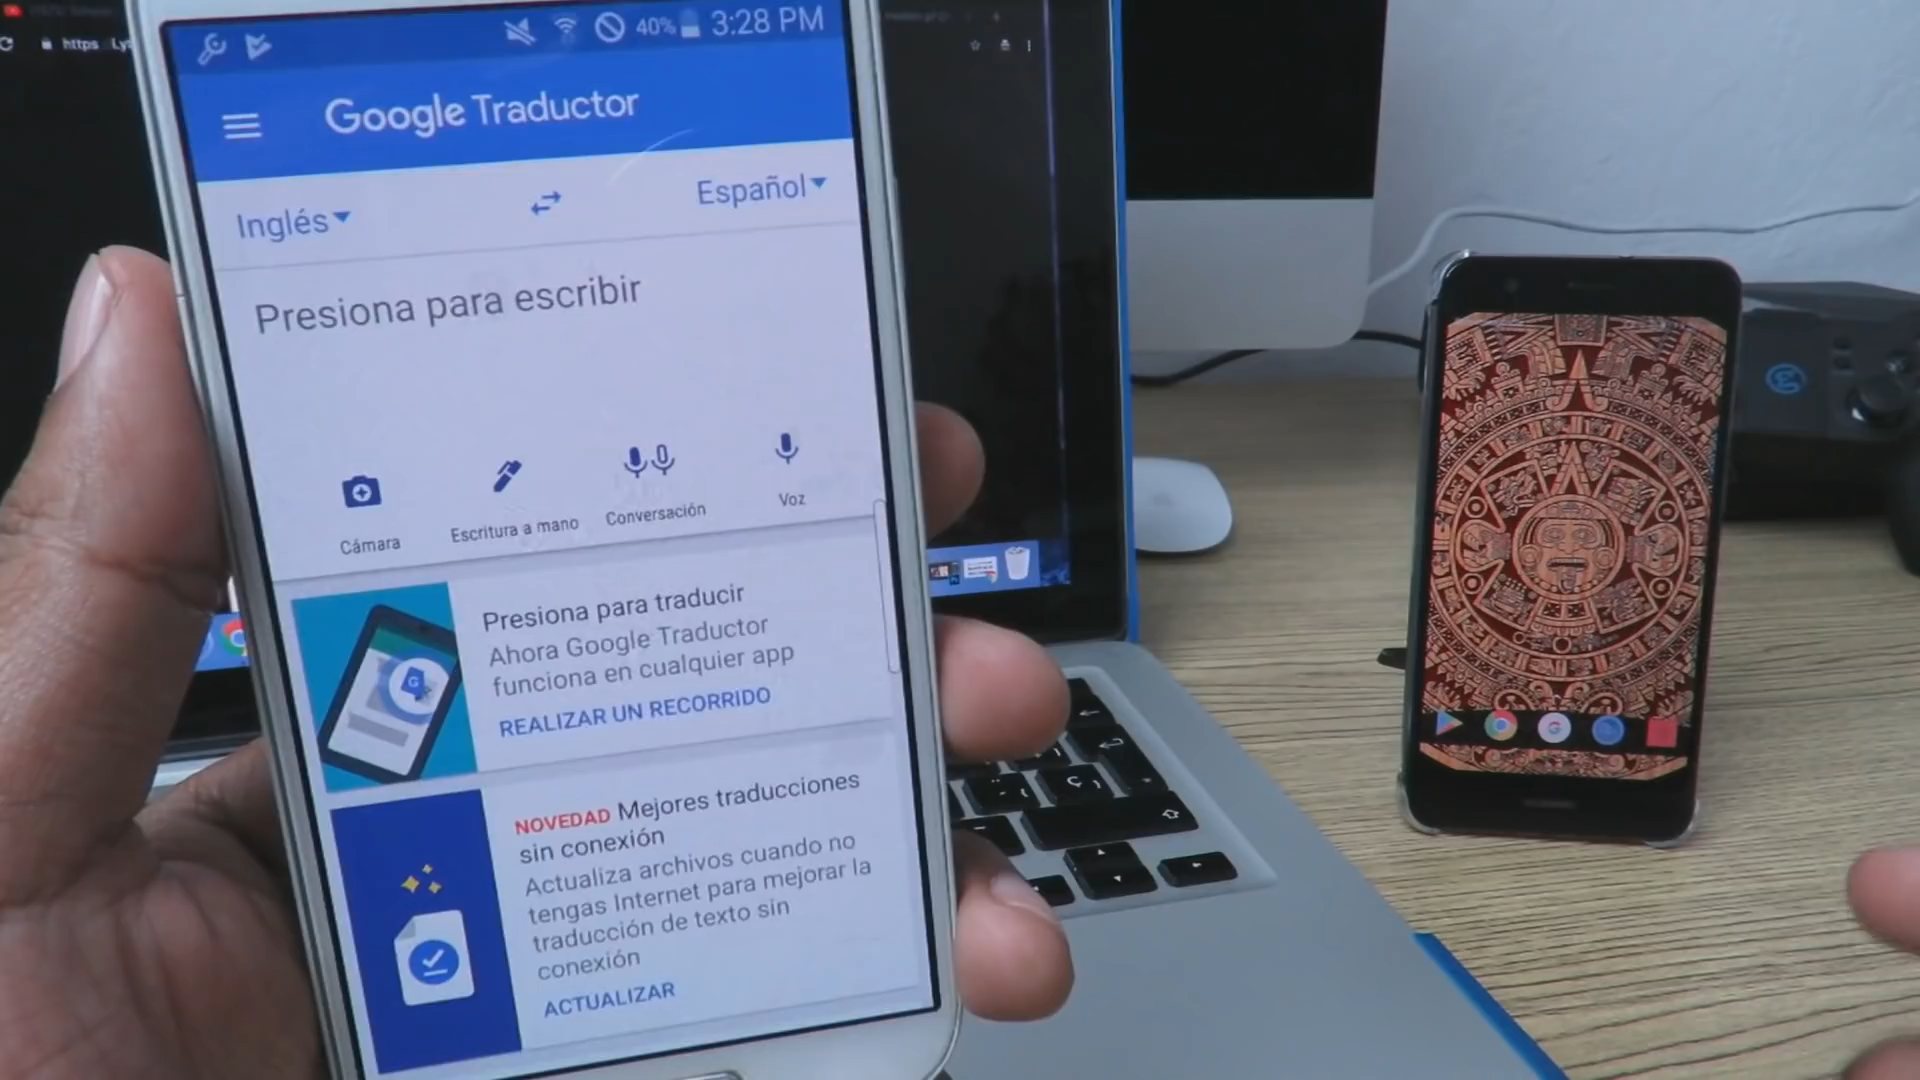 https
40% 3:28 PM
Google Traductor
Inglés
Español
Presiona para escribir
Cámara
Escritura a mano
Conversación
Voz
Presiona para traducir
Ahora Google Traductor
funciona en cualquier app
REALIZAR UN RECORRIDO
NOVEDAD Mejores traducciones
sin conexión
Actualiza archivos cuando no
tengas Internet para mejorar la
traducción de texto sin
conexión
ACTUALIZAR